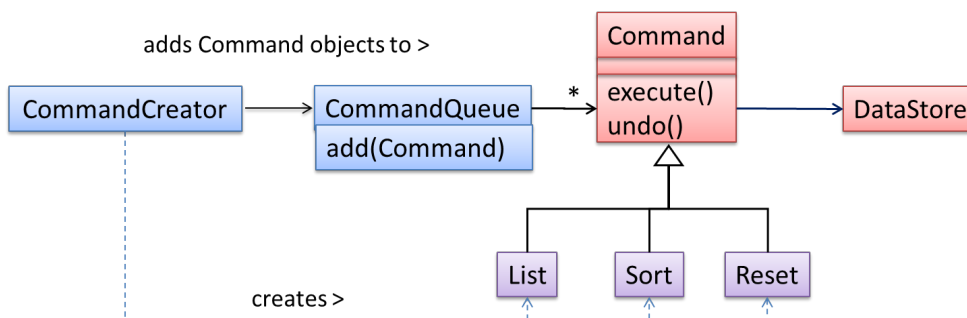 adds Command objects to >
Command
CommandCreator
CommandQueue
*
execute()
DataStore
add(Command)
undo()
List
Sort
Reset
creates >